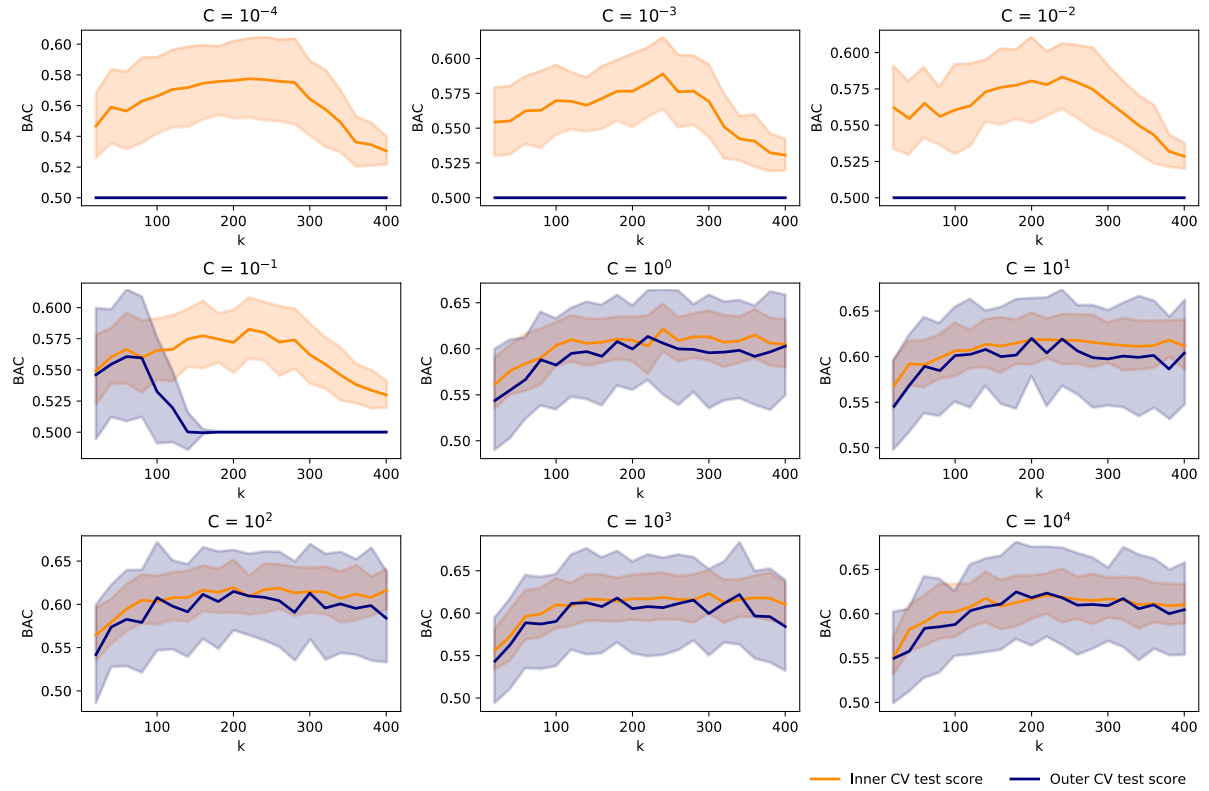 C = 10⁻⁴
C = 10⁻³
C = 10⁻²
BAC
0.60
0.58
0.56
0.54
0.52
0.50
100 200 300 400
k
BAC
0.600
0.575
0.550
0.525
0.500
100 200 300 400
k
BAC
0.600
0.575
0.550
0.525
0.500
100 200 300 400
k
C = 10⁻¹
C = 10⁰
C = 10¹
BAC
0.600
0.575
0.550
0.525
0.500
100 200 300 400
k
BAC
0.65
0.60
0.55
0.50
100 200 300 400
k
BAC
0.65
0.60
0.55
0.50
100 200 300 400
k
C = 10²
C = 10³
C = 10⁴
BAC
0.65
0.60
0.55
0.50
100 200 300 400
k
BAC
0.65
0.60
0.55
0.50
100 200 300 400
k
BAC
0.65
0.60
0.55
0.50
100 200 300 400
k
Inner CV test score Outer CV test score